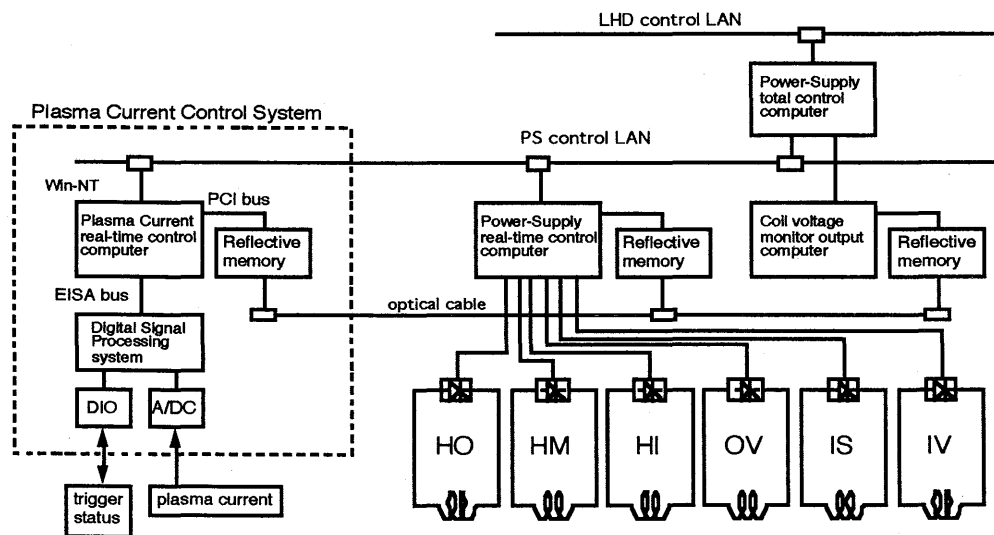 LHD control LAN
Power-Supply
total control
computer
Plasma Current Control System
PS control LAN
Win-NT
PCI bus
Plasma Current
real-time control
computer
Reflective
memory
Power-Supply
real-time control
computer
Reflective
memory
Coil voltage
monitor output
computer
Reflective
memory
EISA bus
optical cable
Digital Signal
Processing
system
DIO
A/DC
HO
HM
HI
OV
IS
IV
trigger
status
plasma current